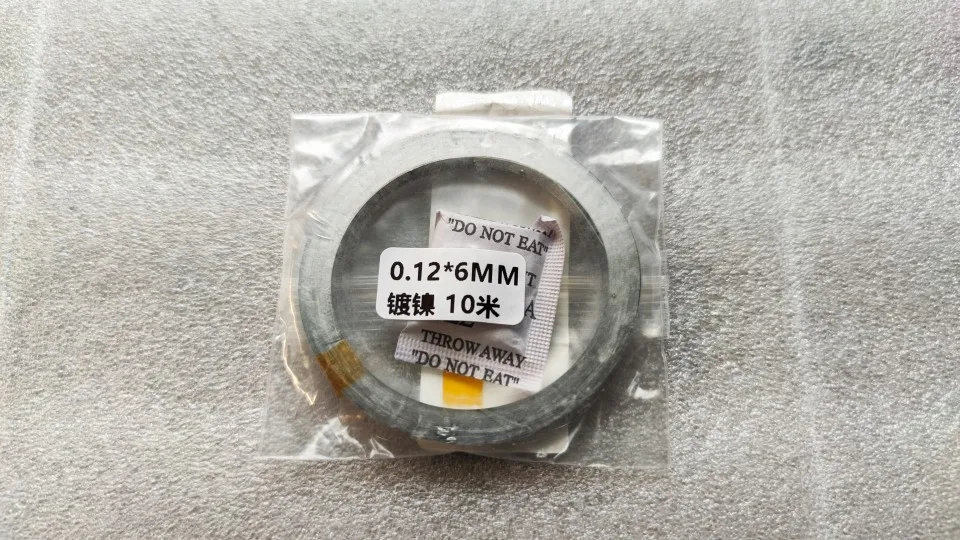 "DO NOT EAT"
0.12*6MM
镀镍 10米
THROW AWAY
"DO NOT EAT"